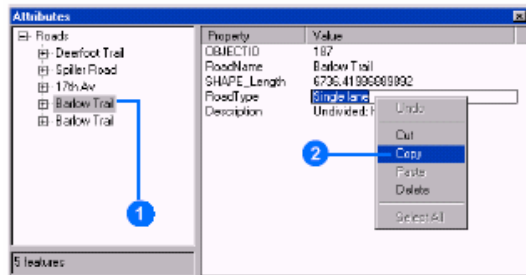 Attributes
Roads
Deerfoot Trail
Spiller Road
17th Av
Barlow Trail
Barlow Trail
5 features
Property Value
OBJECTID 187
RoadName Barlow Trail
SHAPE_Length 6736.41986889892
RoadType Single lane
Description Undivided:
Undo
Cut
Copy
Paste
Delete
Select All
1
2